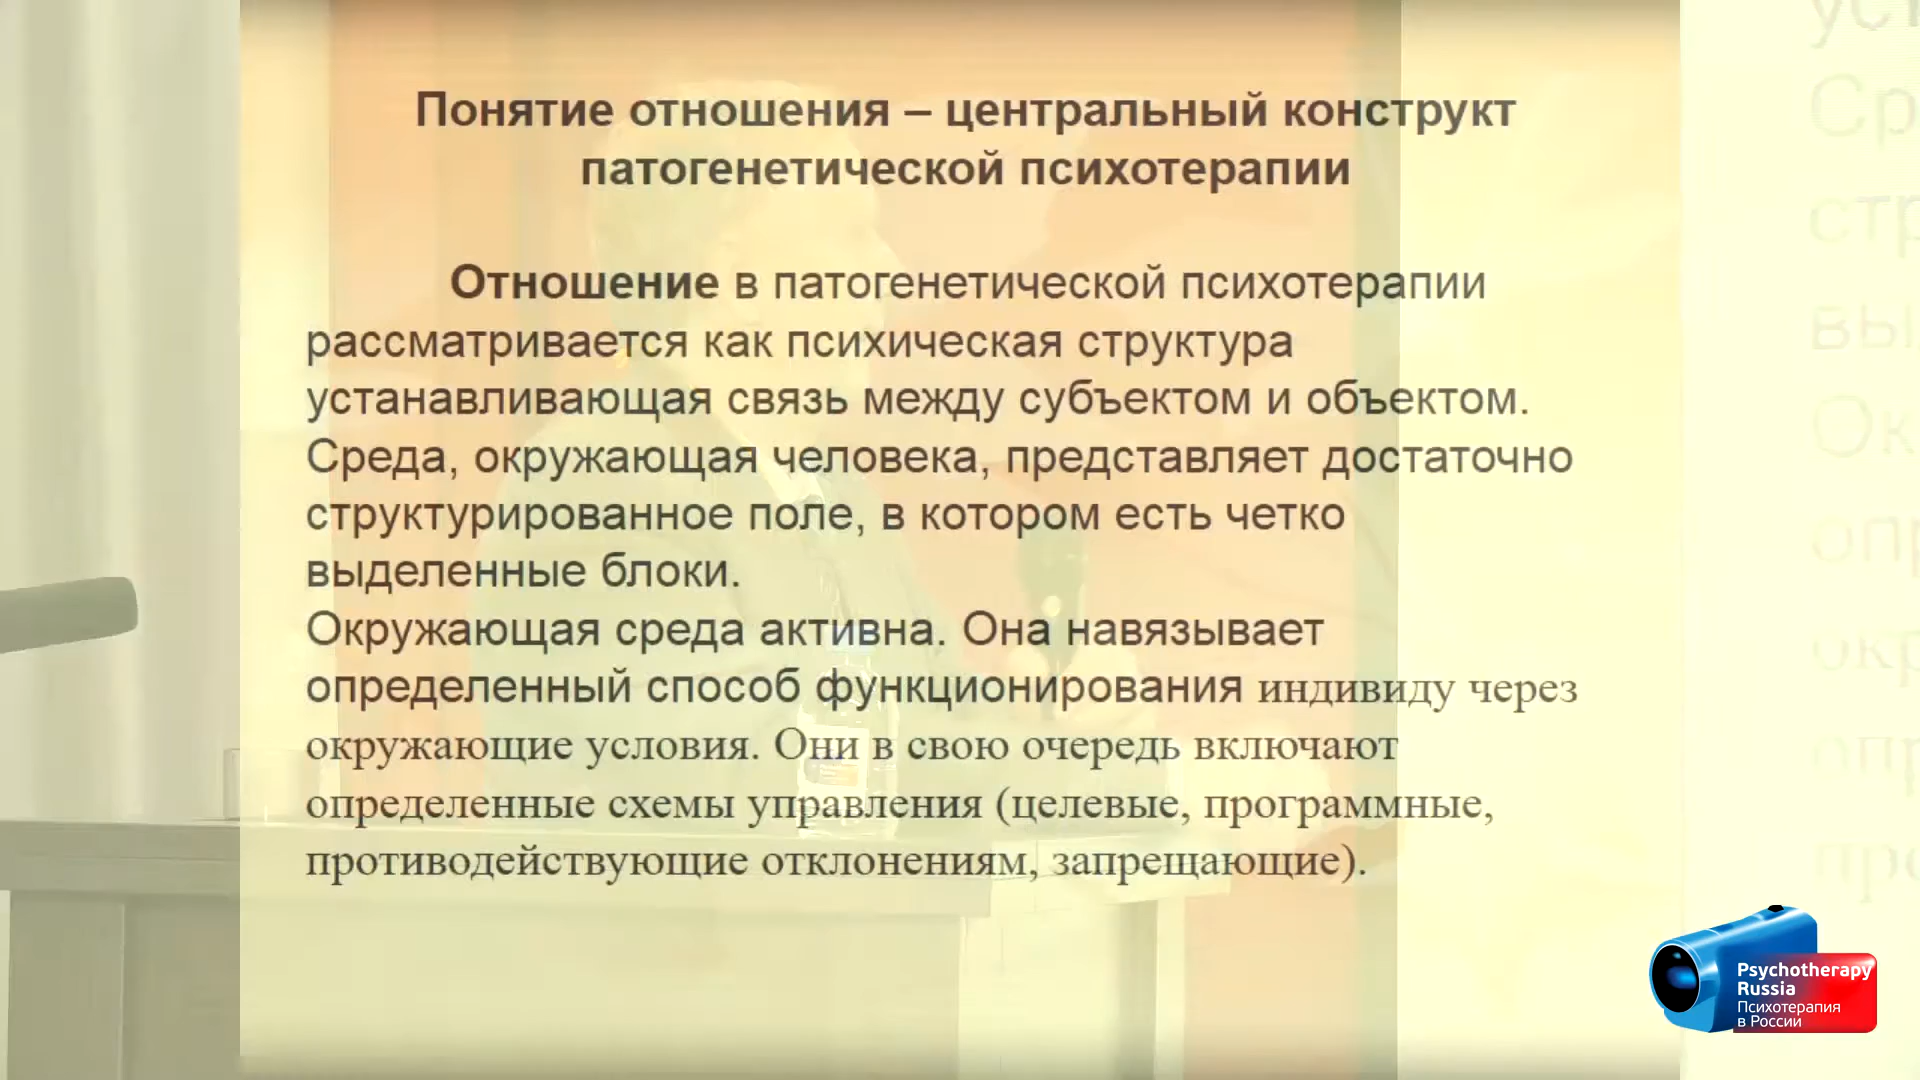 Понятие отношения – центральный конструкт
патогенетической психотерапии
Отношение в патогенетической психотерапии
рассматривается как психическая структура
устанавливающая связь между субъектом и объектом.
Среда, окружающая человека, представляет достаточно
структурированное поле, в котором есть четко
выделенные блоки.
Окружающая среда активна. Она навязывает
определенный способ функционирования индивиду через
окружающие условия. Они в свою очередь включают
определенные схемы управления (целевые, программные,
противодействующие отклонениям, запрещающие).
Psychotherapy
Russia
Психотерапия
в России